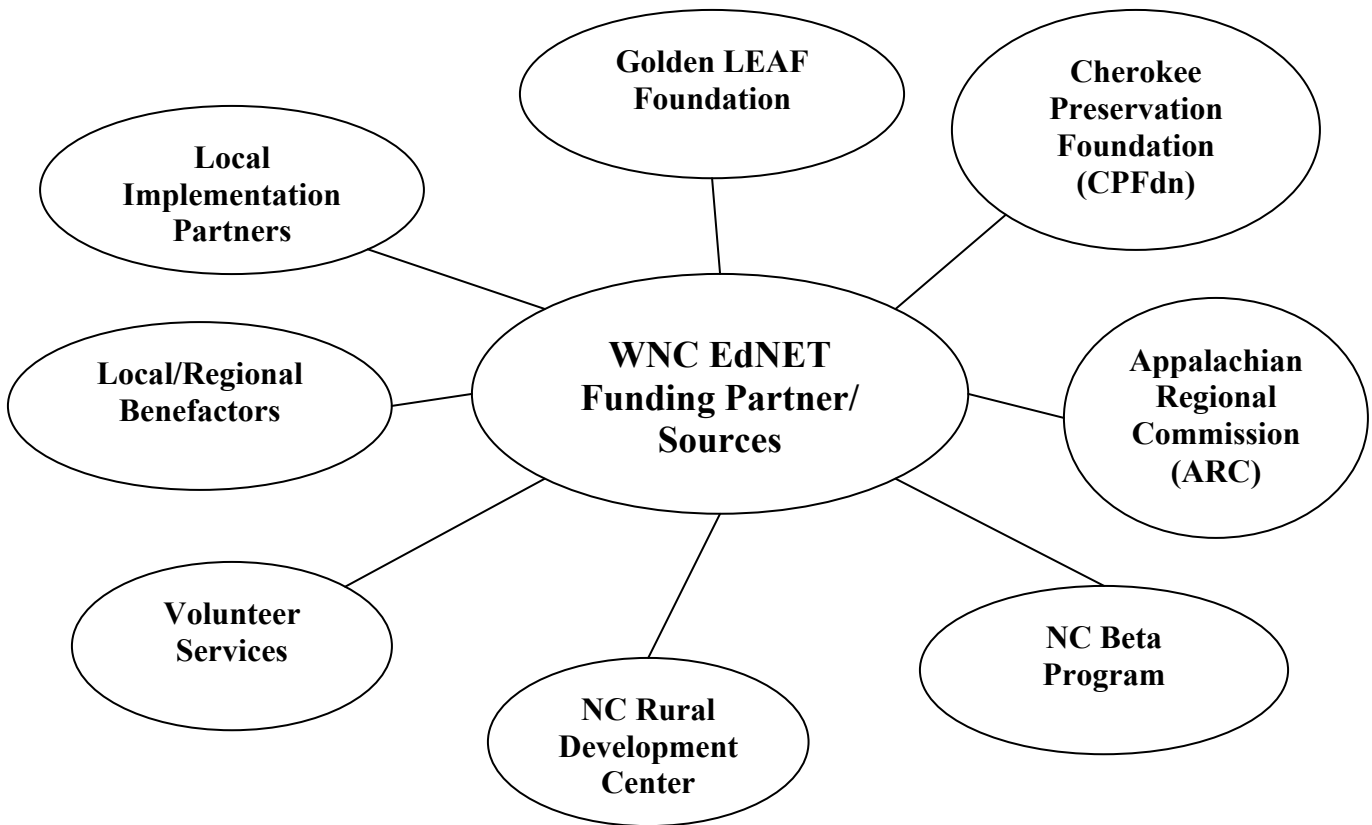 Golden LEAF
Foundation
Cherokee
Preservation
Foundation
(CPFdn)
Local
Implementation
Partners
WNC EdNET
Funding Partner/
Sources
Local/Regional
Benefactors
Appalachian
Regional
Commission
(ARC)
Volunteer
Services
NC Rural
Development
Center
NC Beta
Program